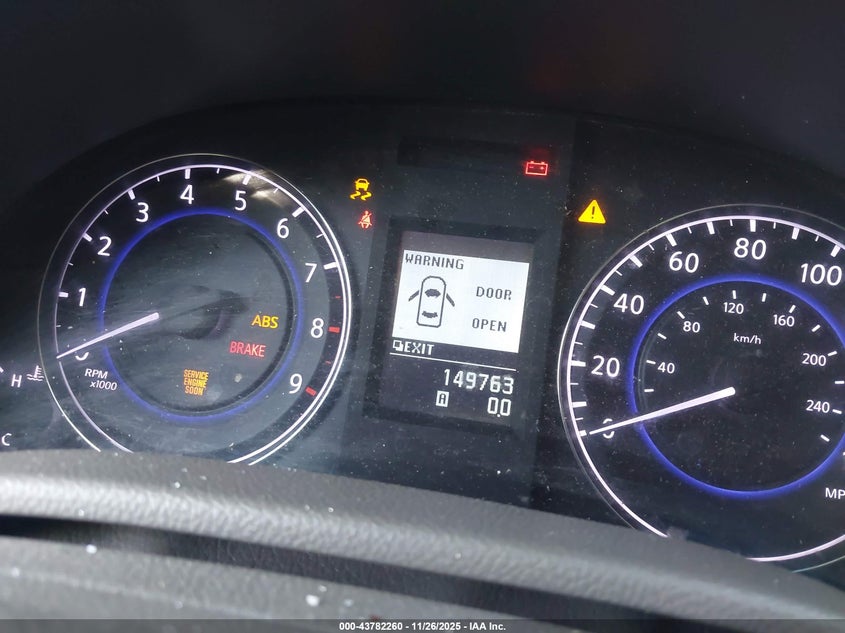 1
2
3
4
5
6
7
8
9
RPM
x1000
ABS
BRAKE
SERVICE
ENGINE
SOON
H
C
WARNING
DOOR
OPEN
EXIT
149763
A 0.0
0
20
40
60
80
100
40
80
120
160
200
240
km/h
000-43782260 - 11/26/2025 - IAA Inc.